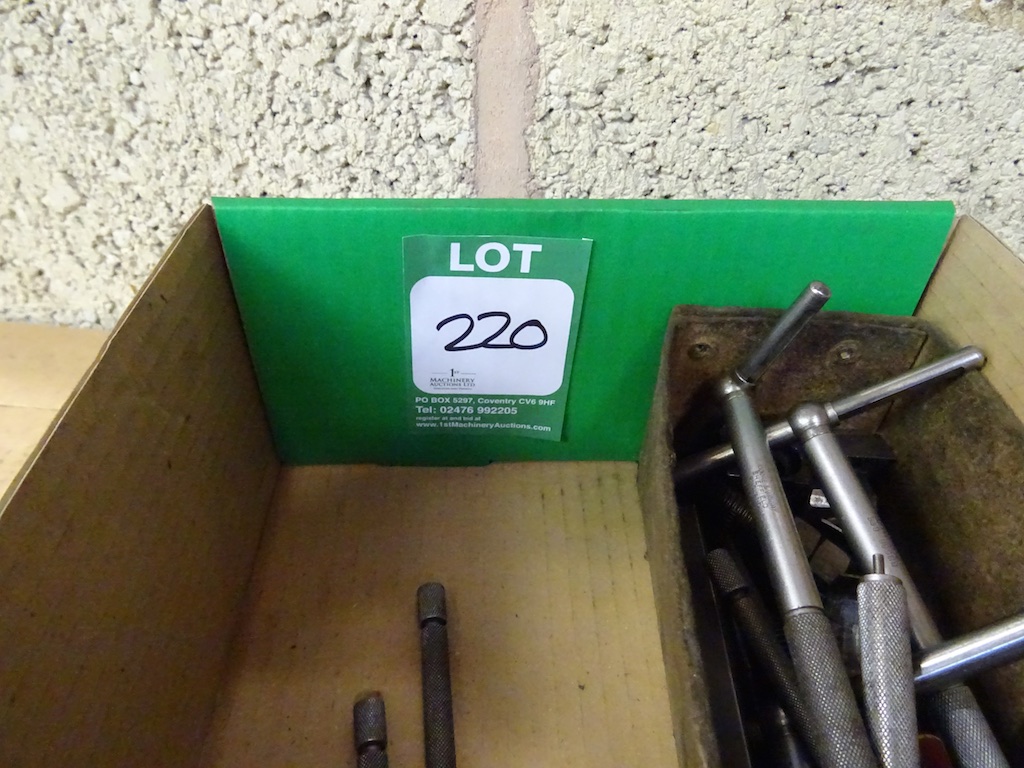 LOT
220
1st
MACHINERY
AUCTIONS LTD
PO BOX 5297, Coventry CV6 9HF
Tel: 02476 992205
register at and bid at
www.1stMachineryAuctions.com